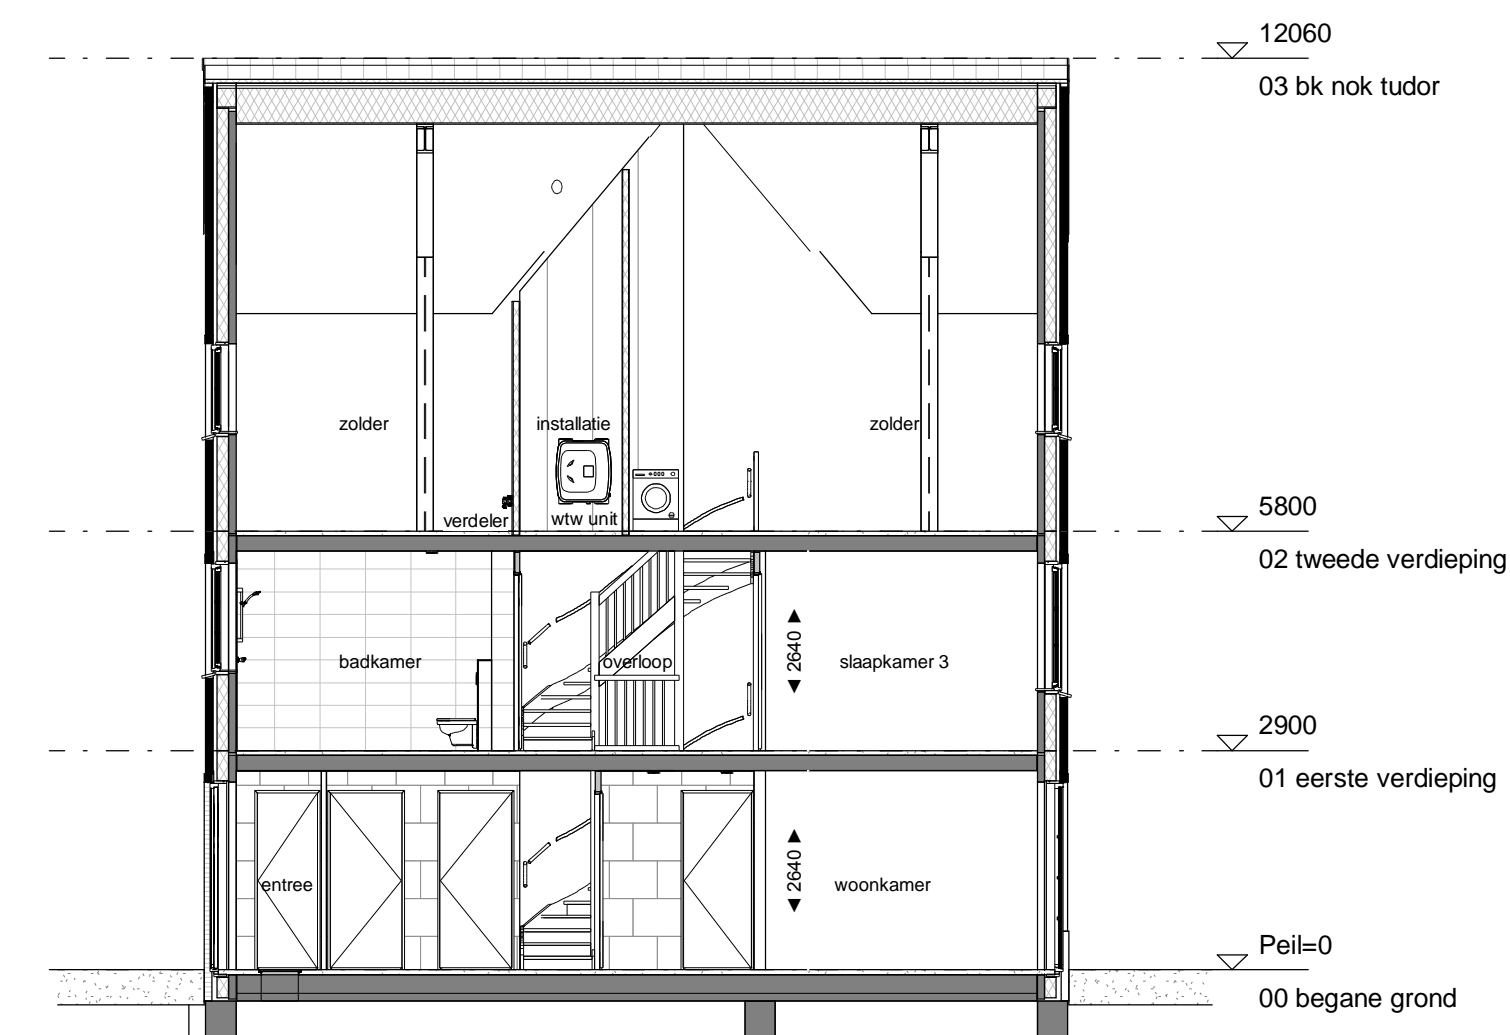 12060
03 bk nok tudor
zolder
installatie
zolder
verdeler
wtw unit
5800
02 tweede verdieping
badkamer
overloop
2640
slaapkamer 3
2900
01 eerste verdieping
entree
2640
woonkamer
Peil=0
00 begane grond